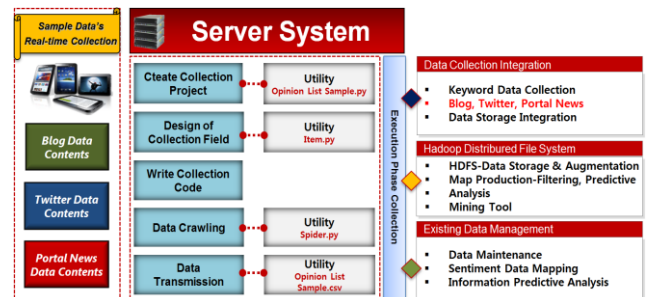 Sample Data's
Real-time Collection
Blog Data
Contents
Twitter Data
Contents
Portal News
Data Contents
Server System
Cteate Collection
Project
Utility
Opinion List Sample.py
Design of
Collection Field
Utility
Item.py
Write Collection
Code
Data Crawling
Utility
Spider.py
Data
Transmission
Utility
Opinion List
Sample.csv
Execution Phase Collection
Data Collection Integration
Keyword Data Collection
Blog, Twitter, Portal News
Data Storage Integration
Hadoop Distribured File System
HDFS-Data Storage & Augmentation
Map Production-Filtering, Predictive
Analysis
Mining Tool
Existing Data Management
Data Maintenance
Sentiment Data Mapping
Information Predictive Analysis